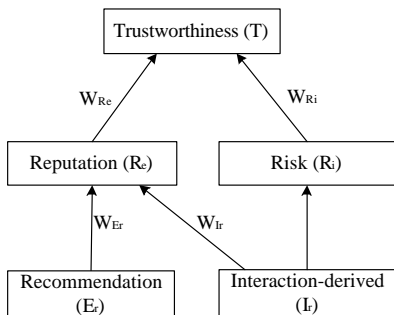 Trustworthiness (T)
WRe
WRi
Reputation (Re)
Risk (Ri)
WEr
WIr
Recommendation
(Er)
Interaction-derived
(Ir)